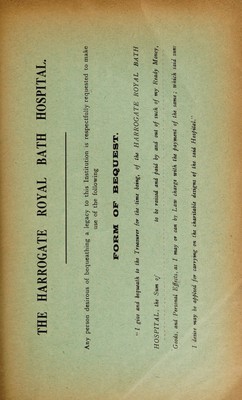 THE HARROGATE ROYAL BATH HOSPITAL.
Any person desirous of bequeathing a legacy to this Institution is respectfully requested to make
use of the following
FORM OF BEQUEST.
"I give and bequeath to the Treasurer for the time being, of the HARROGATE ROYAL BATH
HOSPITAL, the Sum of to be raised and paid by and out of such of my Ready Money,
Goods, and Personal Effects, as I may or can by Law charge with the payment of the same; which said sum
I desire may be applied for carrying on the charitable designs of the said Hospital."